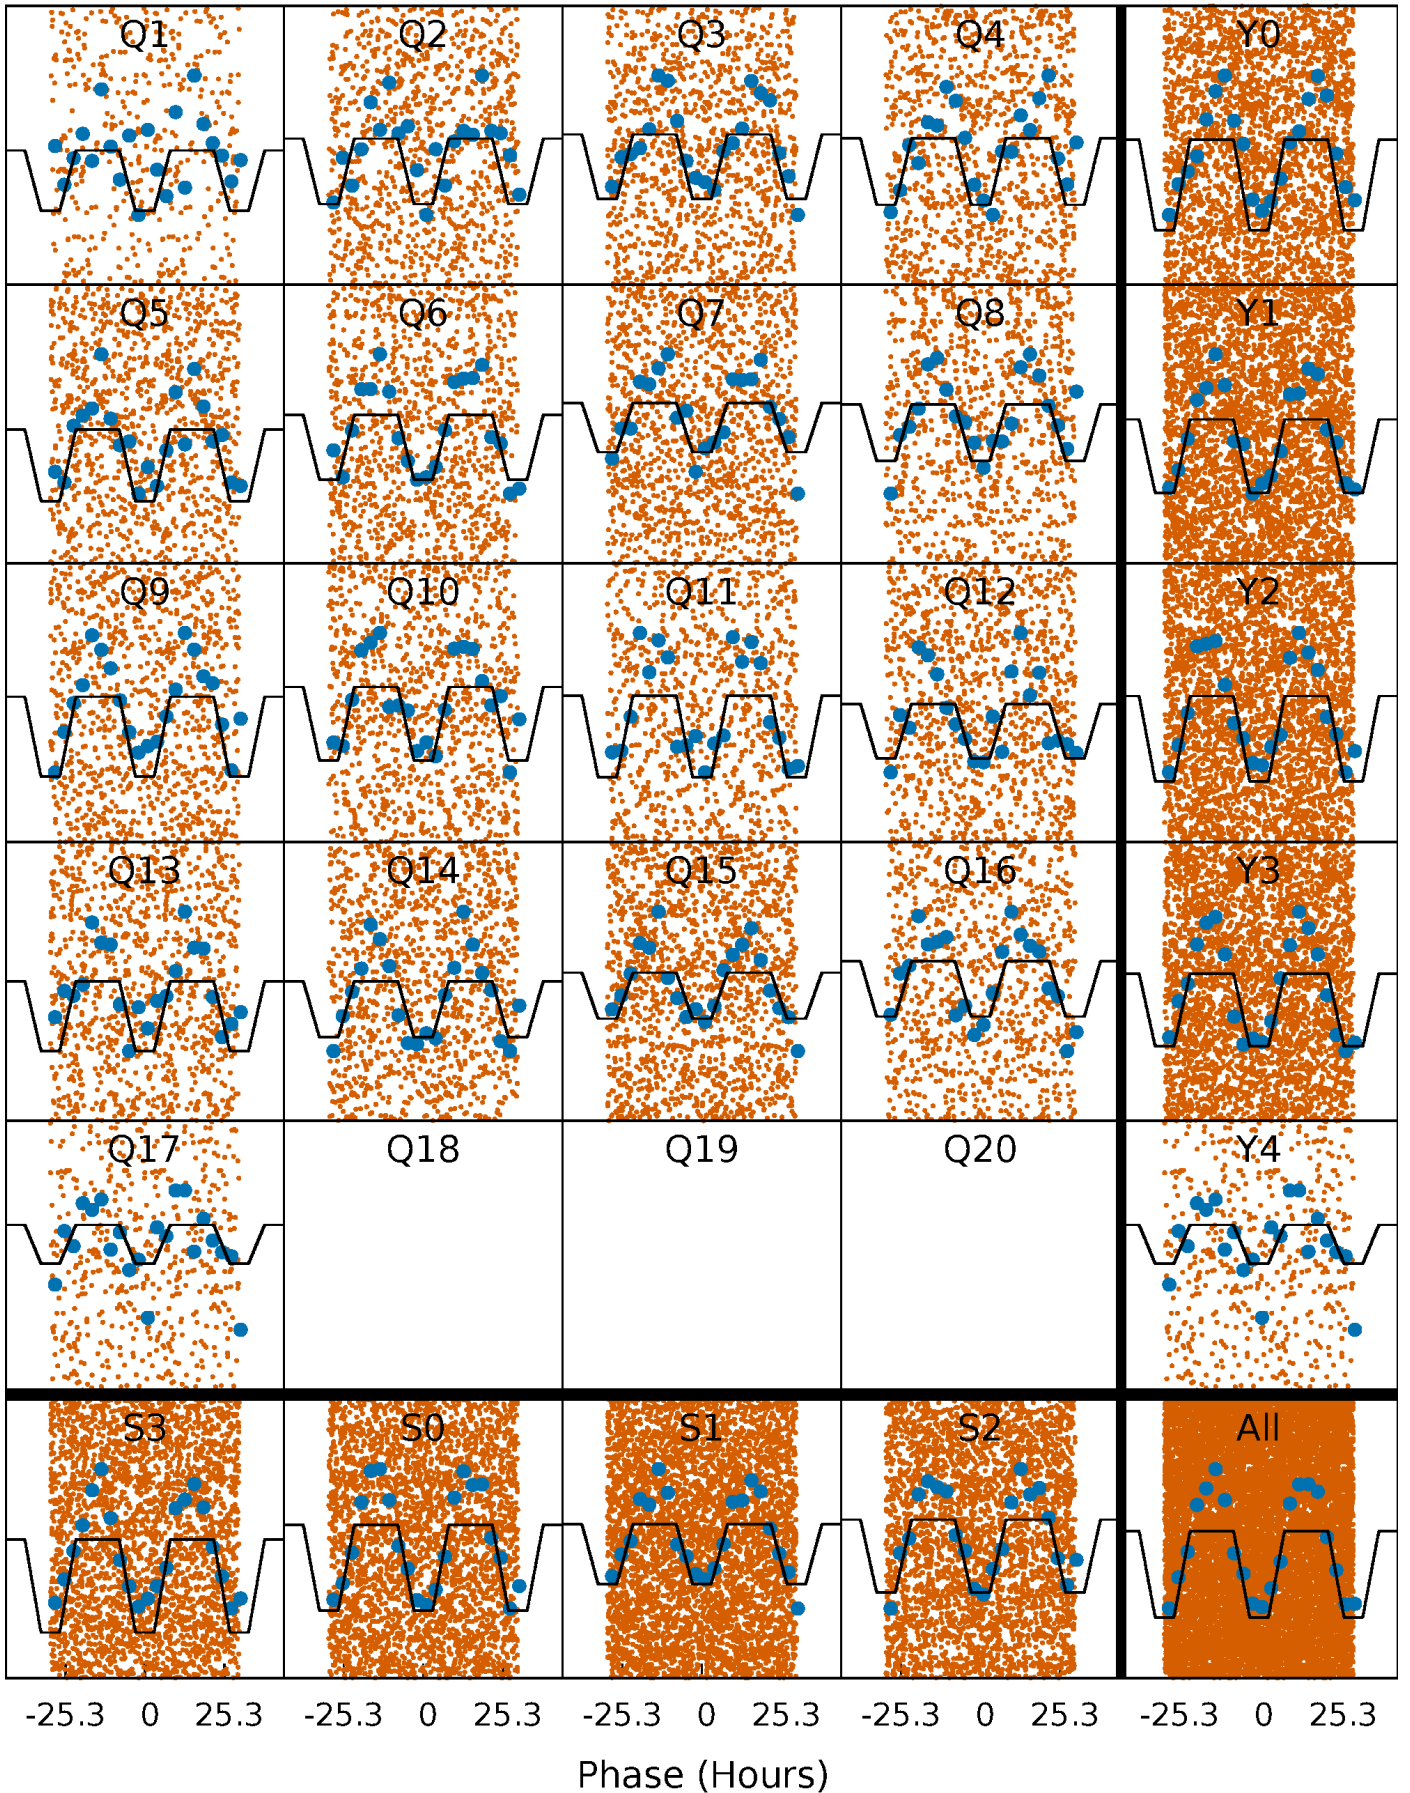 Q1 Q2 Q3 Q4 Y0
Q5 Q6 Q7 Q8 Y1
Q9 Q10 Q11 Q12 Y2
Q13 Q14 Q15 Q16 Y3
Q17 Q18 Q19 Q20 Y4
S3 S0 S1 S2 All
-25.3 0 25.3 -25.3 0 25.3 -25.3 0 25.3 -25.3 0 25.3 -25.3 0 25.3
Phase (Hours)